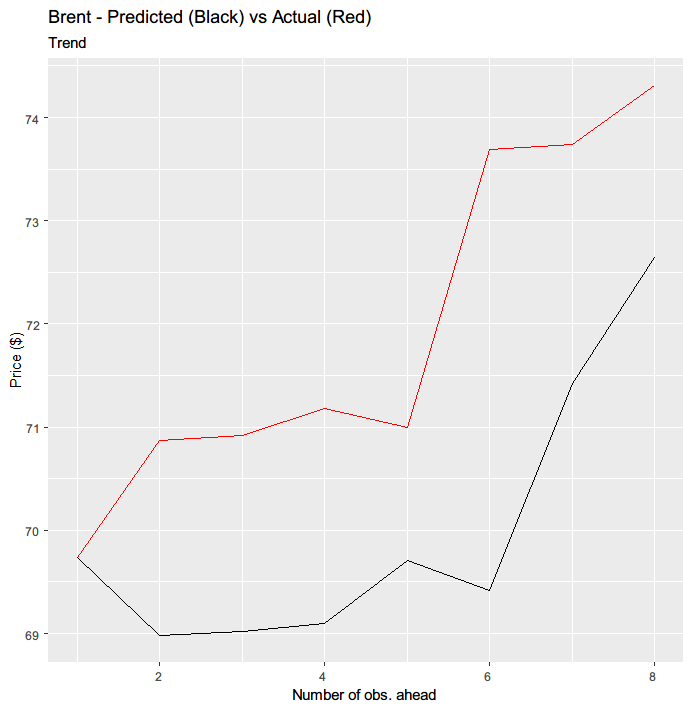 Brent - Predicted (Black) vs Actual (Red)
Trend
74
73
72
71
70
69
Price ($)
2
4
6
8
Number of obs. ahead